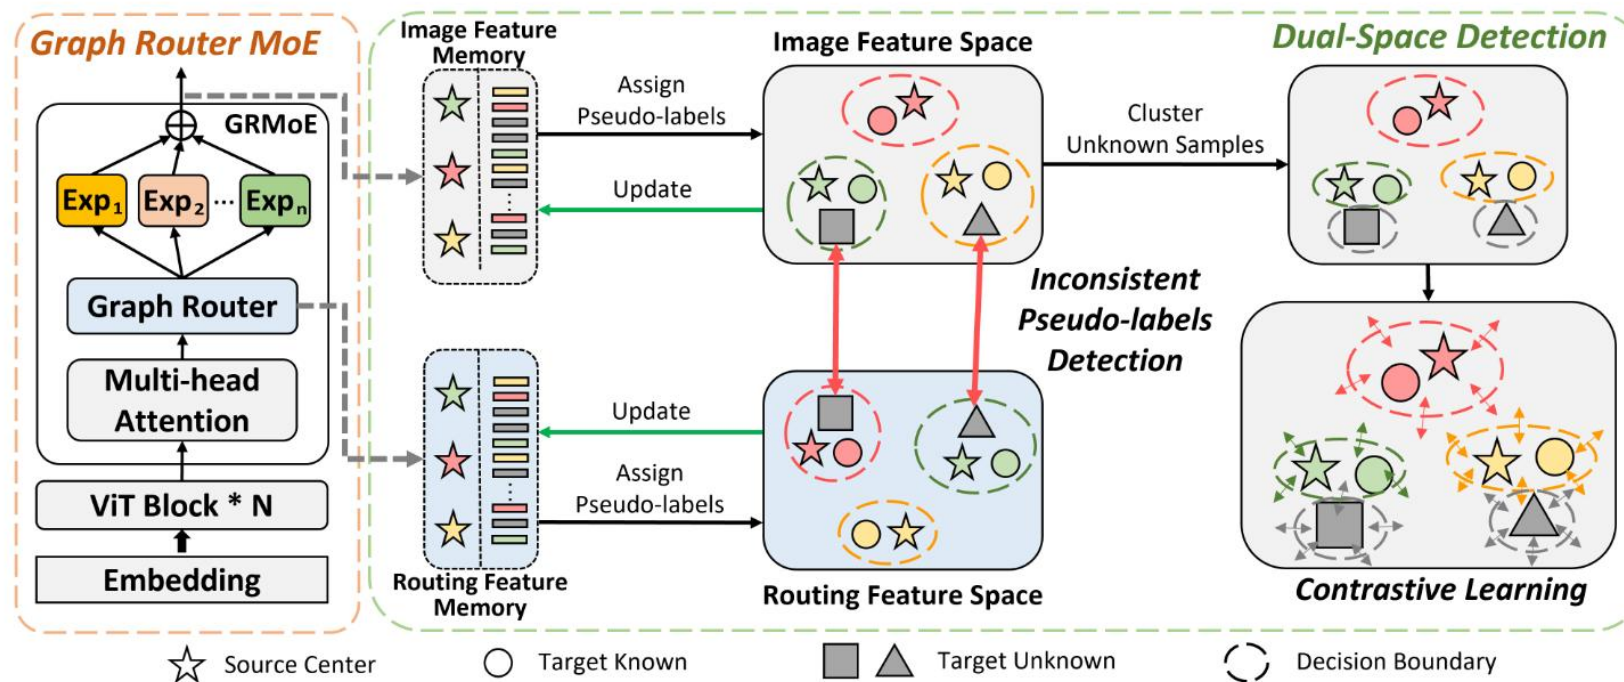 Graph Router MoE
GRMoE
Exp1
Exp2
...
Expn
Graph Router
Multi-head
Attention
ViT Block * N
Embedding
Image Feature
Memory
Assign
Pseudo-labels
Update
Image Feature Space
Cluster
Unknown Samples
Dual-Space Detection
Inconsistent
Pseudo-labels
Detection
Update
Assign
Pseudo-labels
Routing Feature
Memory
Routing Feature Space
Contrastive Learning
Source Center
Target Known
Target Unknown
Decision Boundary